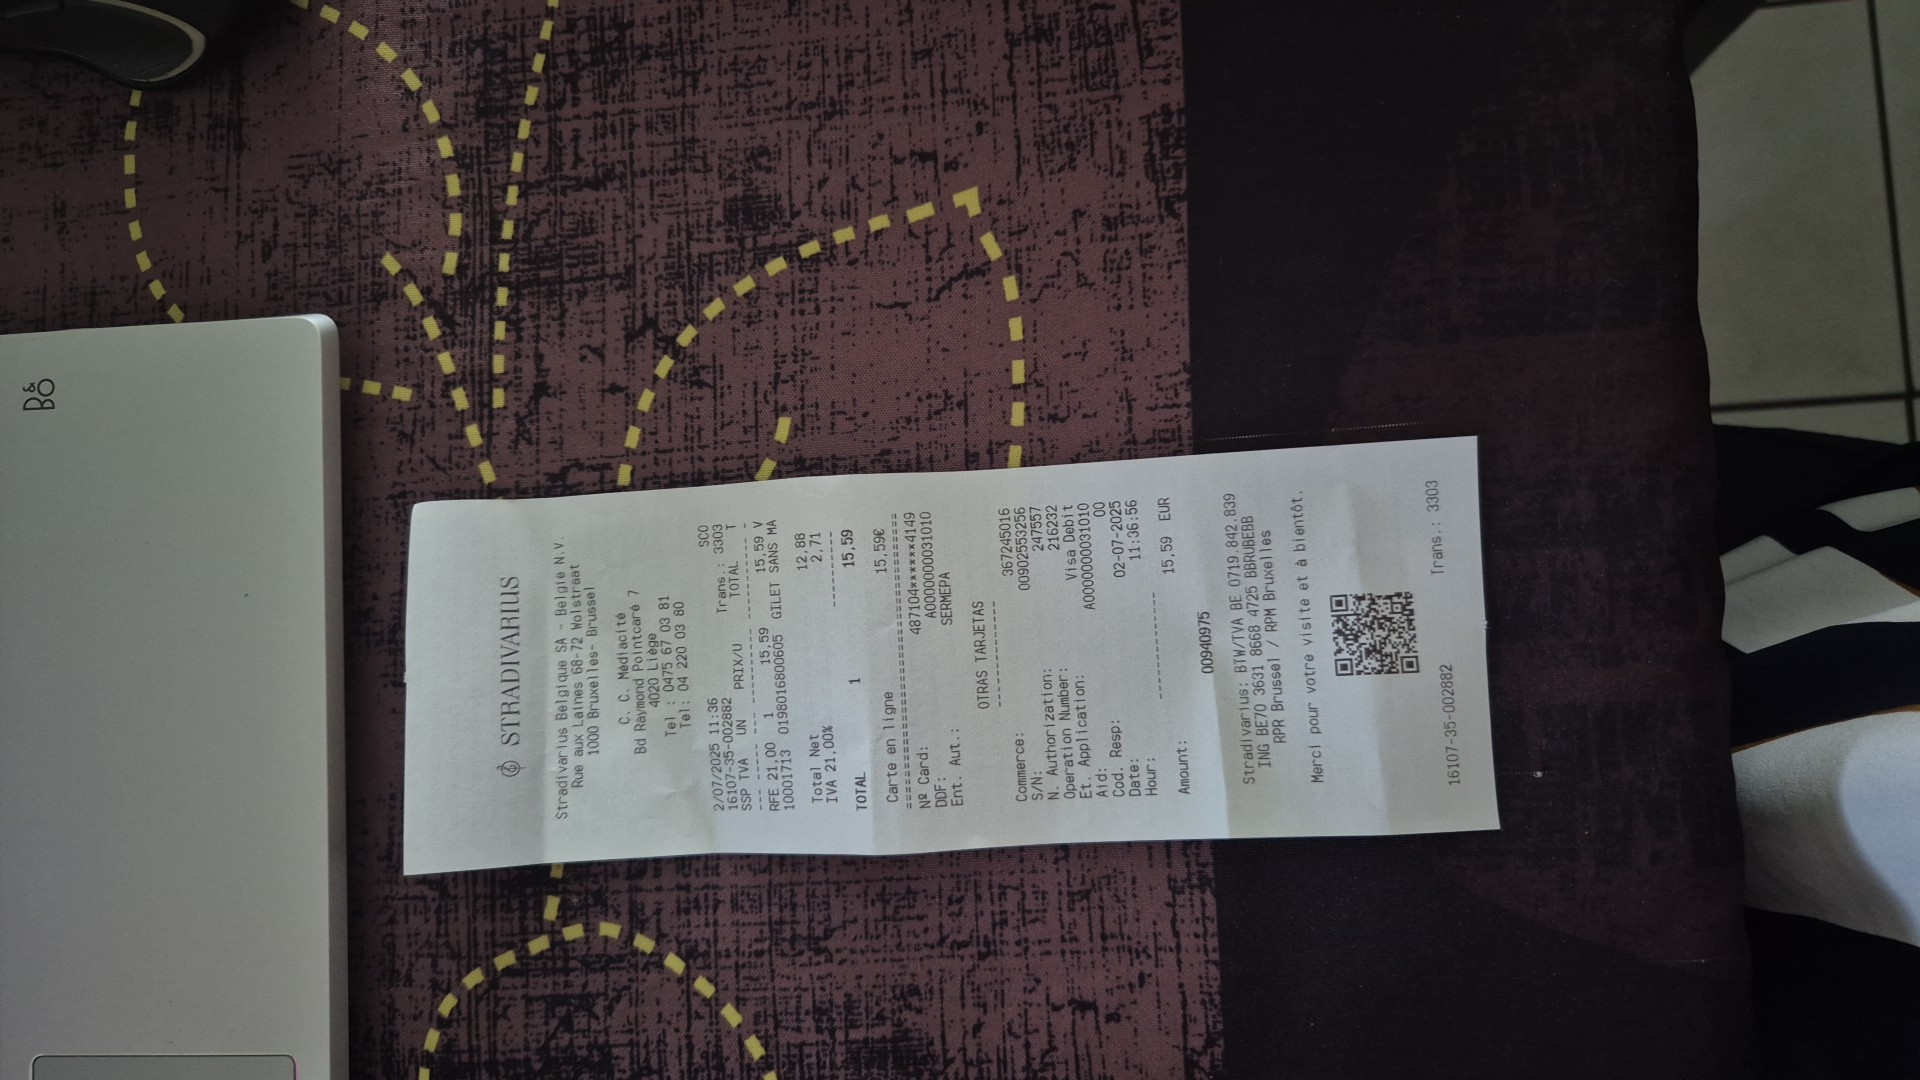 B&O
STRADIVARIUS
Stradivarius Belgique SA - Belgie N.V.
Rue aux Laines 68-72 Wolstraat
1000 Bruxelles- Brussel
C. C. Médiacité
Bd Raymond Pointcaré 7
4020 Liège
Tel : 0475 67 03 81
Tel: 04 220 03 80
SCO
2/07/2025 11:36 Trans.: 3303
16107-35-002882 TOTAL T
SSP TVA UN PRIX/U
--- ----- --- -------- -------- -
RFE 21,00 1 15,59 15,59 V
10001713 0198016800605 GILET SANS MA
Total Net 12,88
IVA 21,00% 2,71
----------
TOTAL 1 15,59
Carte en ligne 15,59€
======================================
Nº Card: 487104******4149
DDF: A0000000031010
Ent. Aut.: SERMEPA
OTRAS TARJETAS
--------------
Commerce: 367245016
S/N: 00902553256
N. Authorization: 247557
Operation Number: 216232
Et. Application: Visa Debit
Aid: A0000000031010
Cod. Resp: 00
Date: 02-07-2025
Hour: 11:36:56
--------------
Amount: 15,59 EUR
00940975
Stradivarius: BTW/TVA BE 0719.842.839
ING BE70 3631 8668 4725 BBRUBEBB
RPR Brussel / RPM Bruxelles
Merci pour votre visite et à bientôt.
16107-35-002882 Trans.: 3303